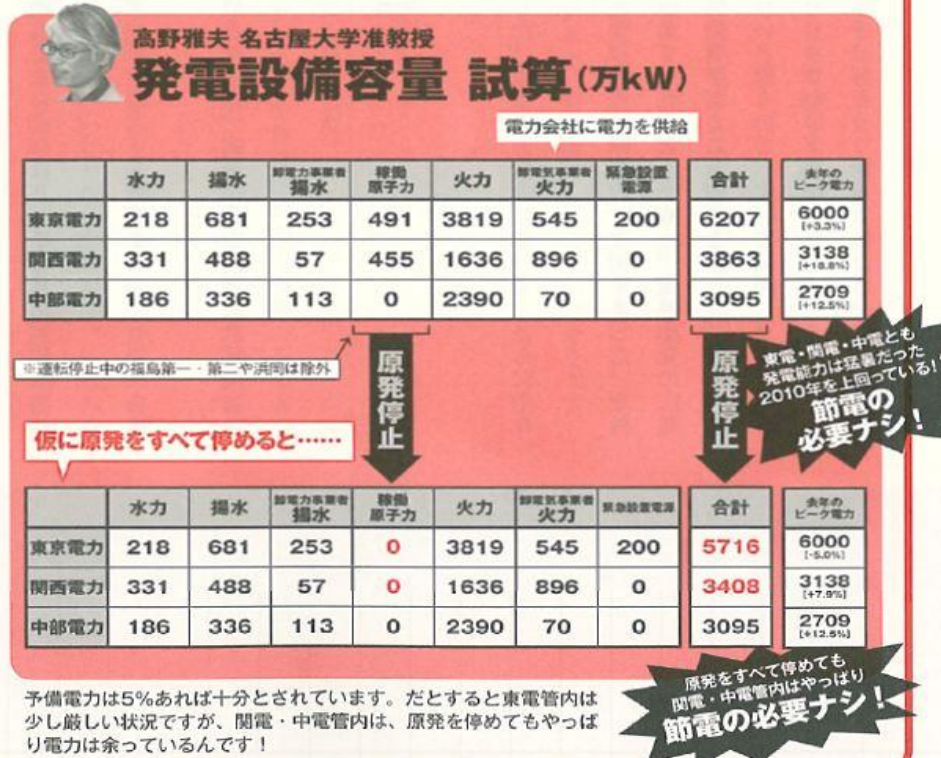 高野雅夫 名古屋大学准教授
発電設備容量 試算(万kW)
電力会社に電力を供給
水力 揚水 卸電力事業者揚水 稼働原子力 火力 卸電気事業者火力 緊急設置電源 合計 去年のピーク電力
東京電力 218 681 253 491 3819 545 200 6207 6000 [+3.3%]
関西電力 331 488 57 455 1636 896 0 3863 3138 [+18.8%]
中部電力 186 336 113 0 2390 70 0 3095 2709 [+12.5%]
※運転停止中の福島第一・第二や浜岡は除外
原発停止
原発停止
東電・関電・中電とも
発電能力は猛暑だった
2010年を上回っている!
節電の
必要ナシ!
仮に原発をすべて停めると……
水力 揚水 卸電力事業者揚水 稼働原子力 火力 卸電気事業者火力 緊急設置電源 合計 去年のピーク電力
東京電力 218 681 253 0 3819 545 200 5716 6000 [-5.0%]
関西電力 331 488 57 0 1636 896 0 3408 3138 [+7.9%]
中部電力 186 336 113 0 2390 70 0 3095 2709 [+12.5%]
原発をすべて停めても
関電・中電管内はやっぱり
節電の必要ナシ!
予備電力は5%あれば十分とされています。だとすると東電管内は
少し厳しい状況ですが、関電・中電管内は、原発を停めてもやっぱ
り電力は余っているんです!